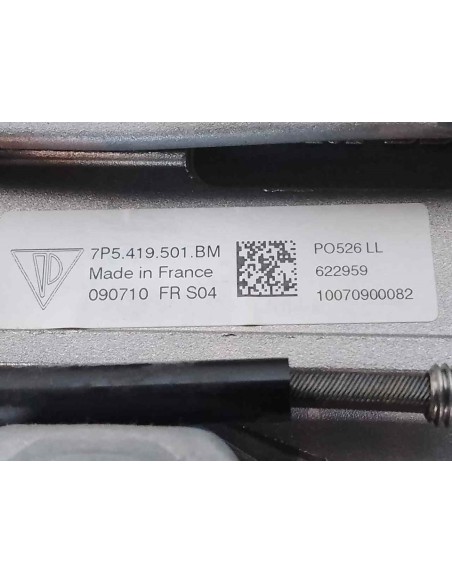 7P5.419.501.BM
Made in France
090710 FR S04
PO526 LL
622959
10070900082